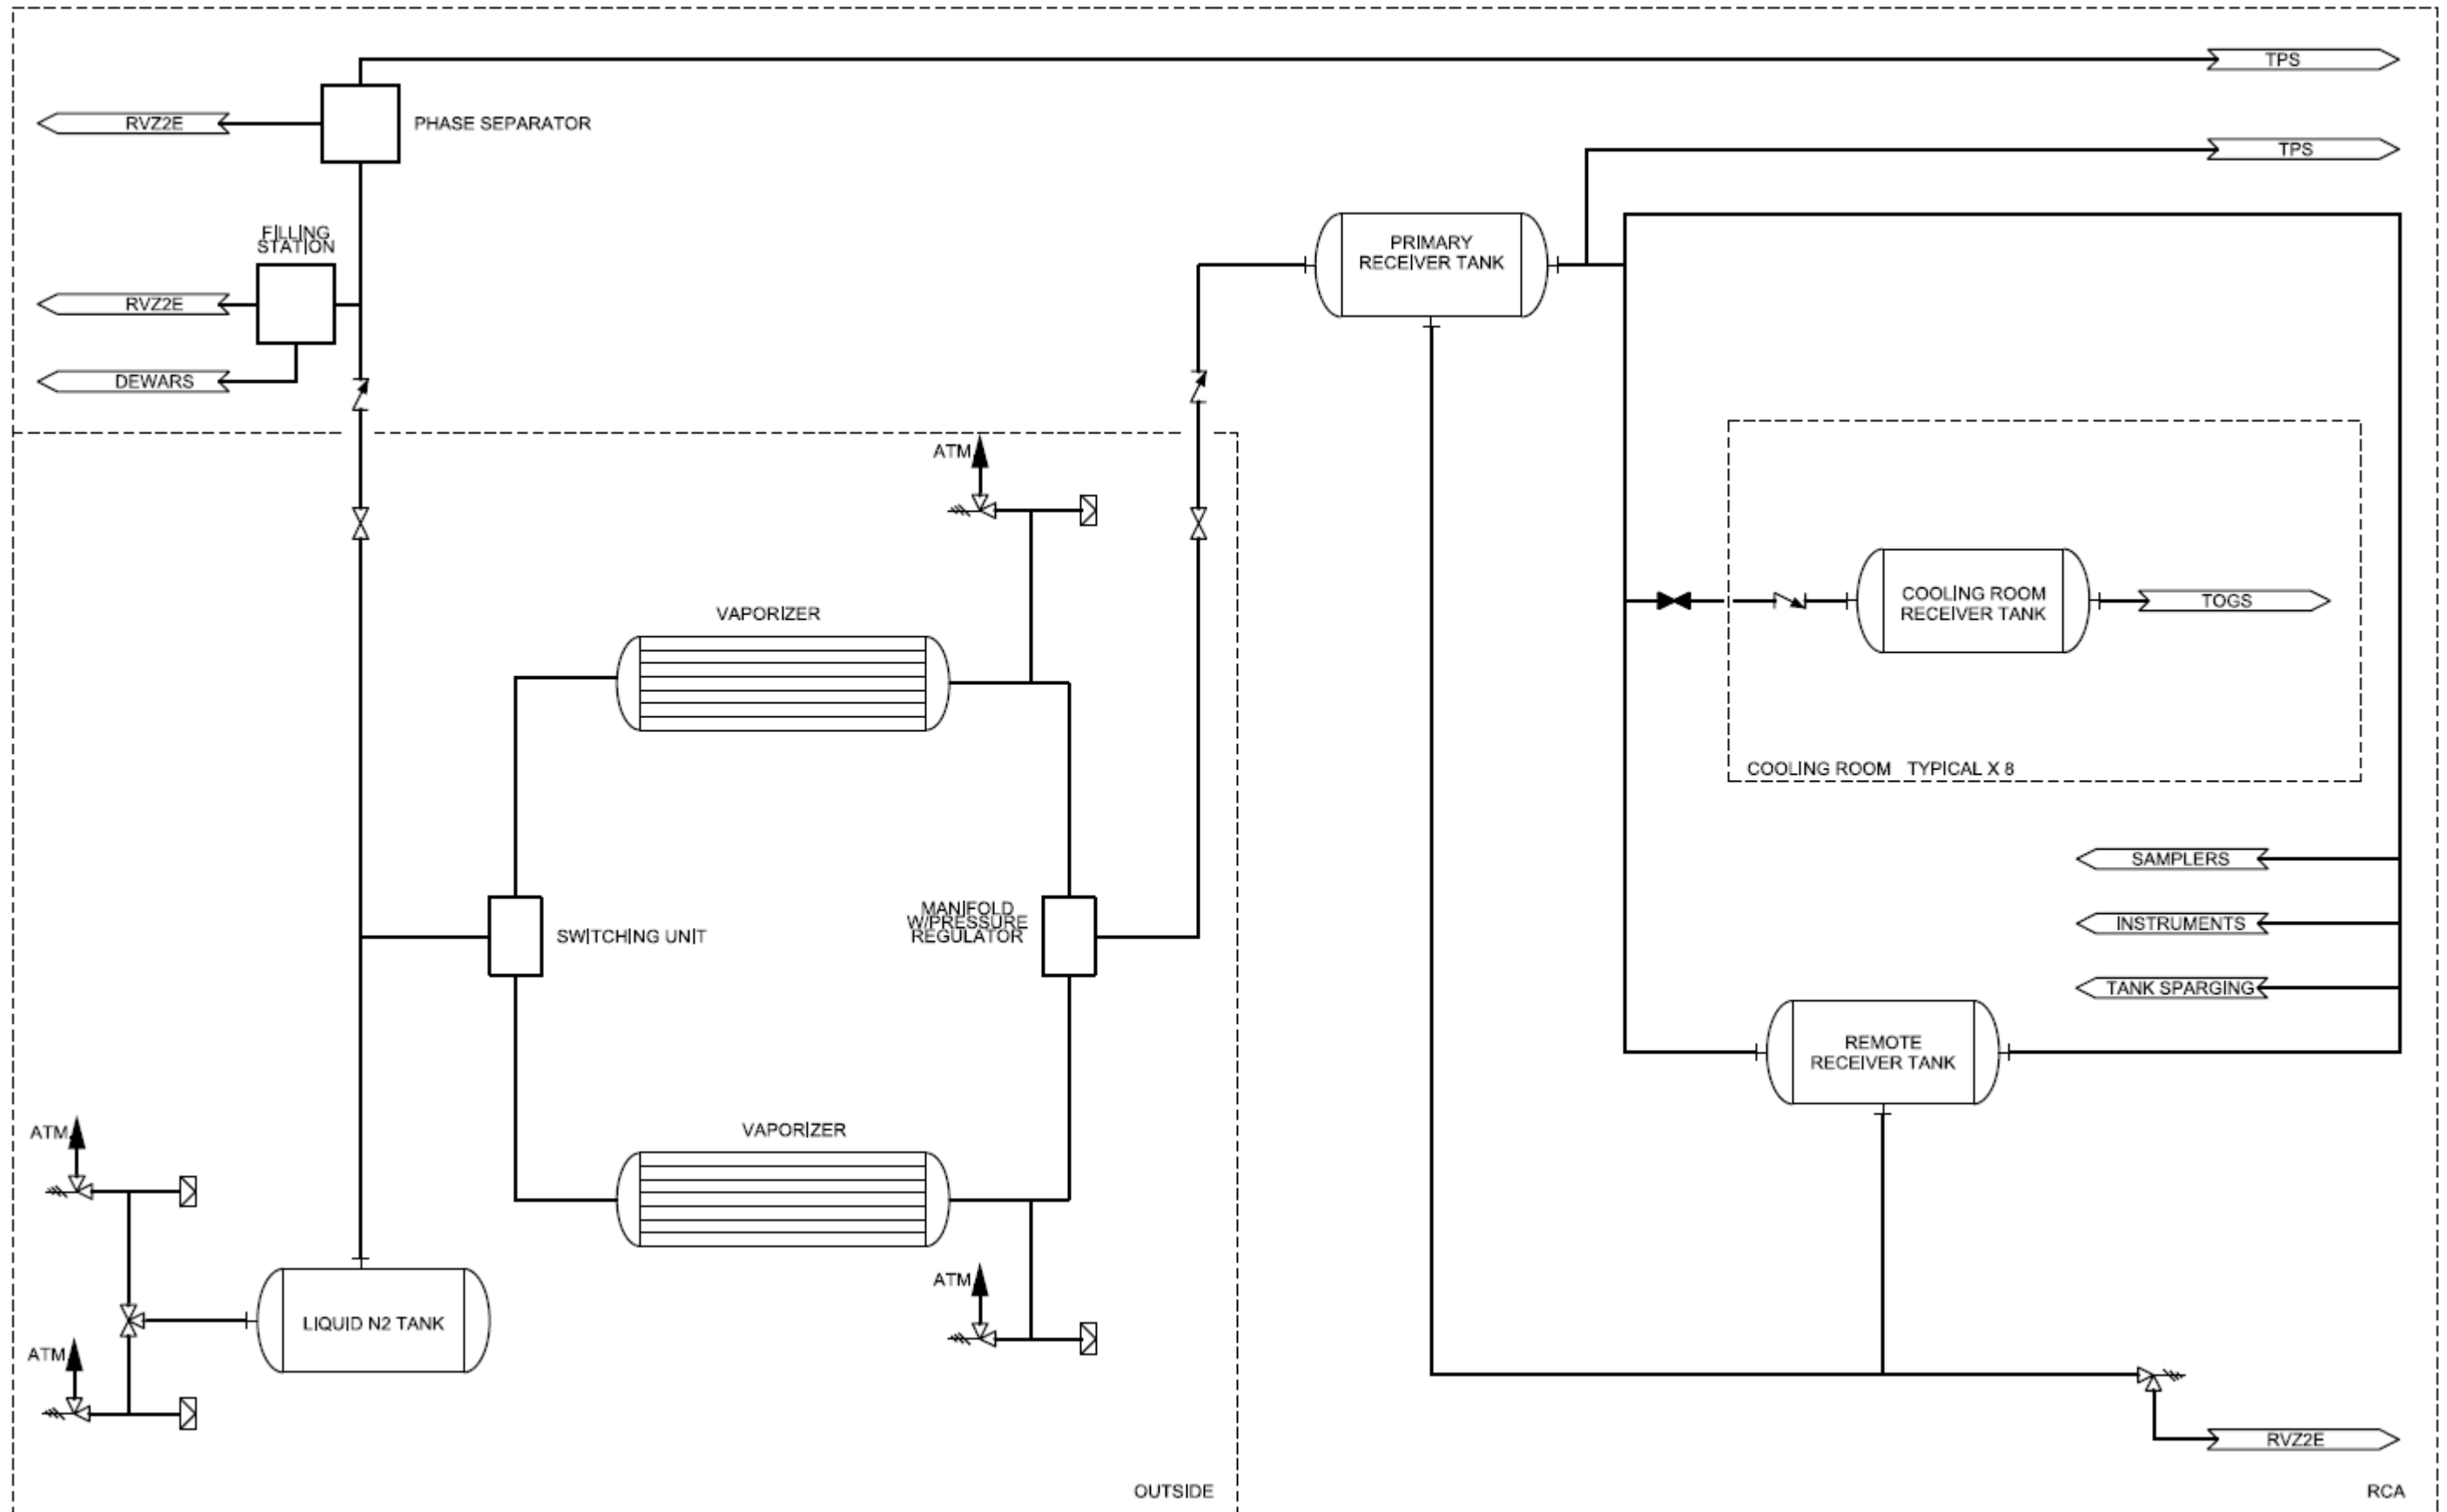 TPS
RVZ2E
PHASE SEPARATOR
TPS
FILLING
STATION
RVZ2E
DEWARS
PRIMARY
RECEIVER TANK
ATM
VAPORIZER
COOLING ROOM
RECEIVER TANK
TOGS
COOLING ROOM TYPICAL X 8
SWITCHING UNIT
MANIFOLD
W/PRESSURE
REGULATOR
SAMPLERS
INSTRUMENTS
TANK SPARGING
REMOTE
RECEIVER TANK
VAPORIZER
ATM
ATM
LIQUID N2 TANK
ATM
RVZ2E
OUTSIDE
RCA